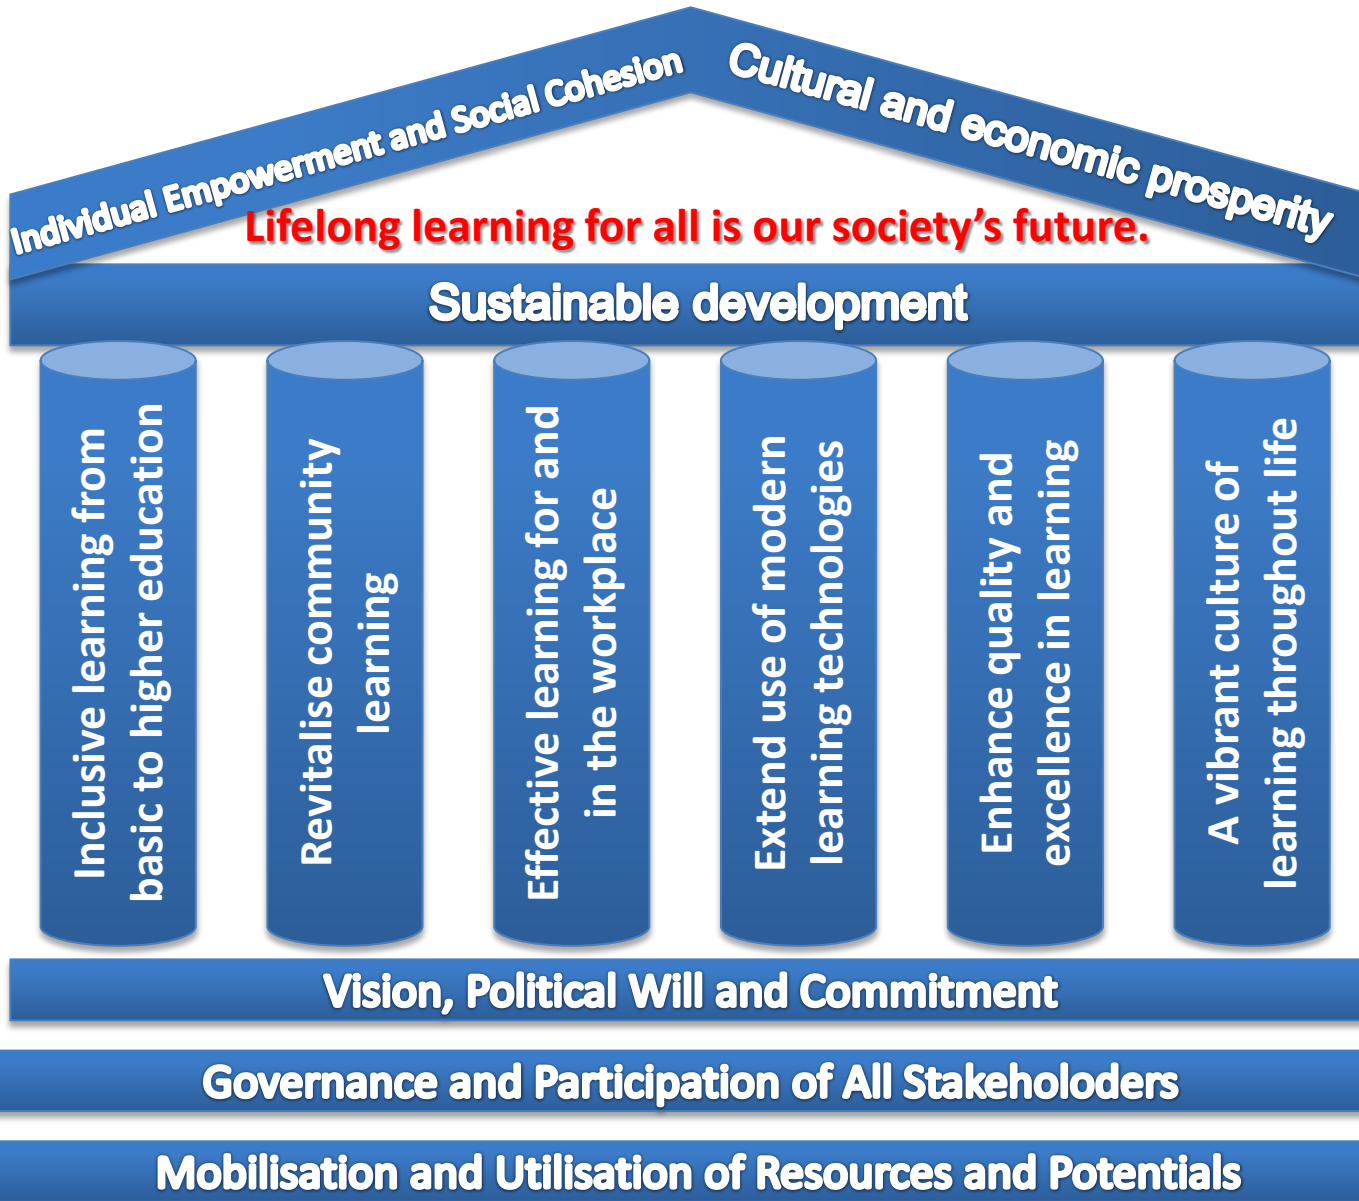 Individual Empowerment and Social Cohesion
Cultural and economic prosperity
Lifelong learning for all is our society’s future.
Sustainable development
Inclusive learning from
basic to higher education
Revitalise community
learning
Effective learning for and
in the workplace
Extend use of modern
learning technologies
Enhance quality and
excellence in learning
A vibrant culture of
learning throughout life
Vision, Political Will and Commitment
Governance and Participation of All Stakeholoders
Mobilisation and Utilisation of Resources and Potentials